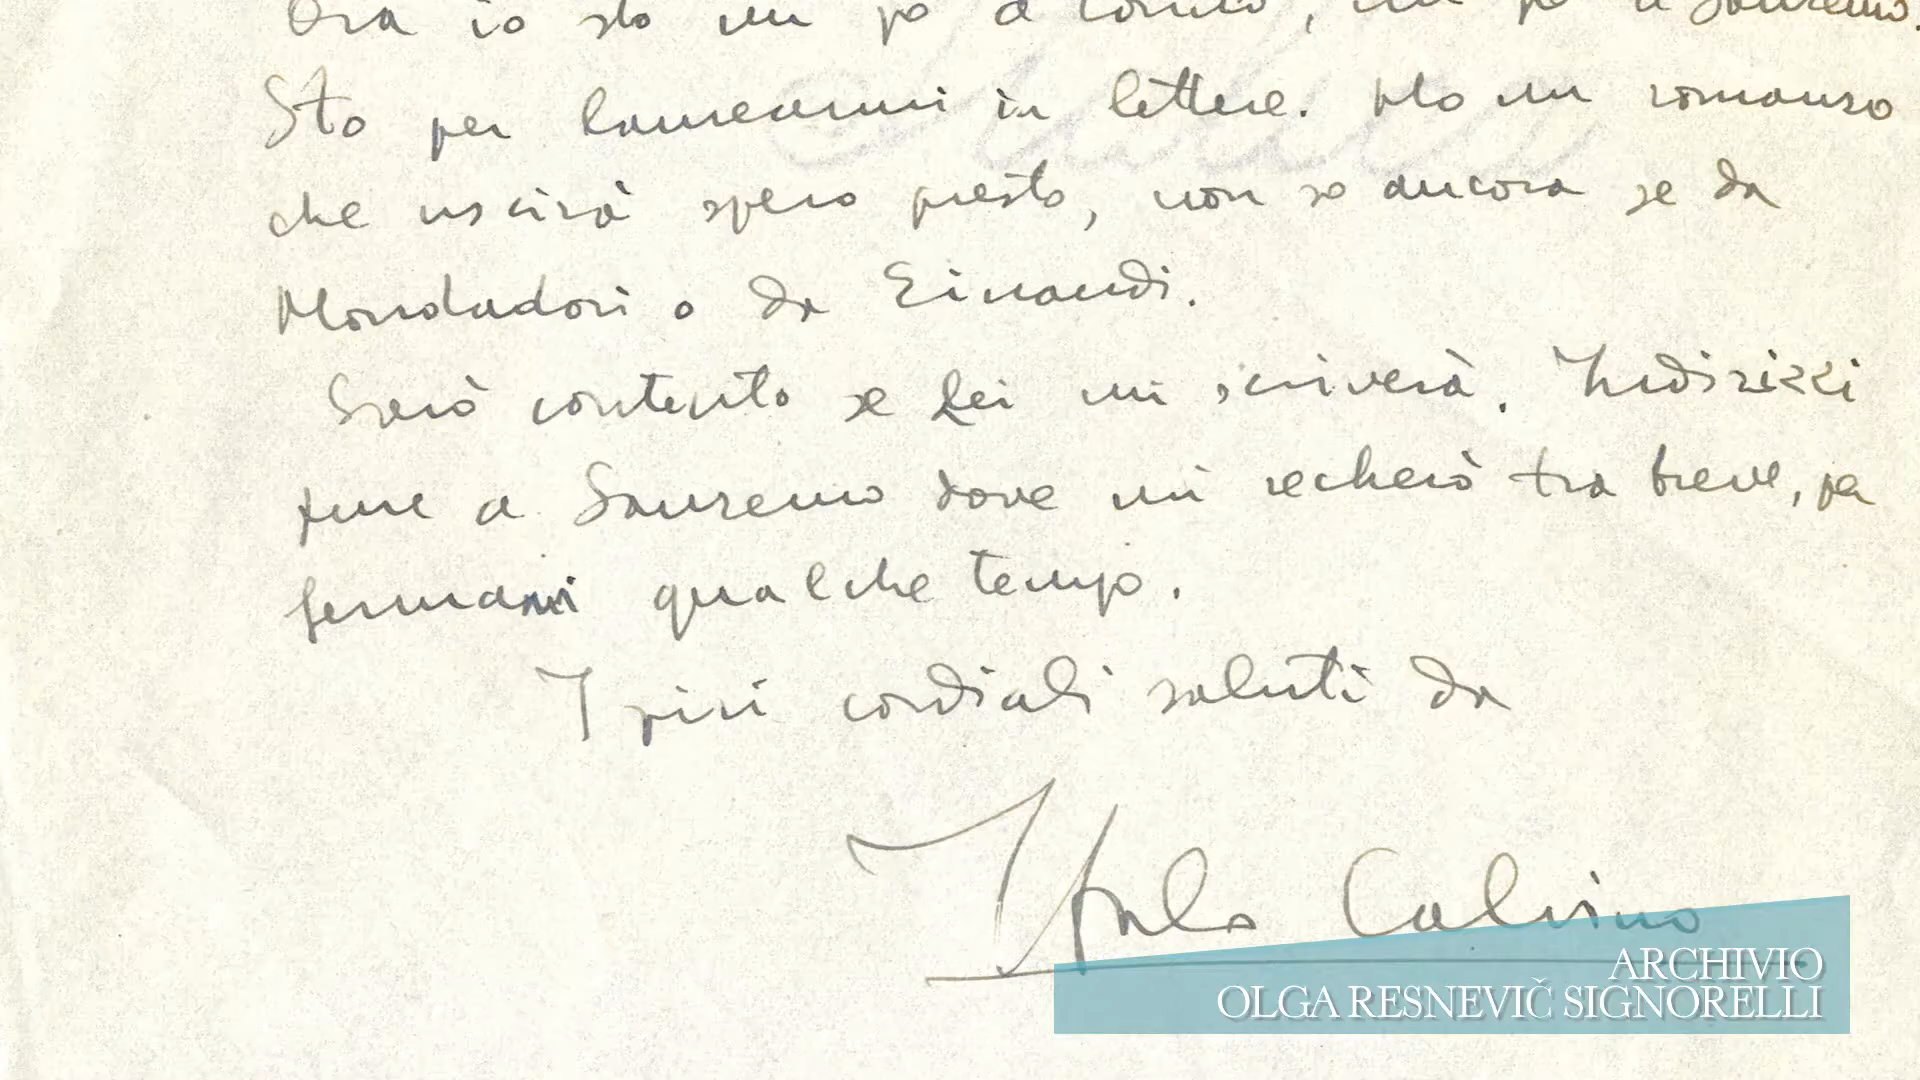 Ora io sto un po' a Torino, un po' a Sanremo.
Sto per laurearmi in lettere. Ho un romanzo
che uscirà spero presto, non so ancora se da
Mondadori o da Einaudi.
Sarò contento se Lei mi scriverà. Indirizzi
pure a Sanremo dove mi recherò tra breve, per
fermarmi qualche tempo.
I più cordiali saluti da
Italo Calvino
ARCHIVIO
OLGA RESNEVIČ SIGNORELLI